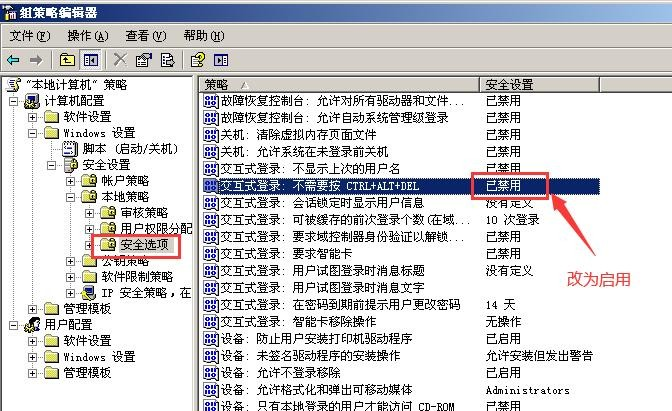 组策略编辑器
文件(F) 操作(A) 查看(V) 帮助(H)
"本地计算机" 策略
计算机配置
软件设置
Windows 设置
脚本 (启动/关机)
安全设置
帐户策略
本地策略
审核策略
用户权限分配
安全选项
公钥策略
软件限制策略
IP 安全策略，在
管理模板
用户配置
软件设置
Windows 设置
管理模板
策略 安全设置
故障恢复控制台: 允许对所有驱动器和文件... 已禁用
故障恢复控制台: 允许自动系统管理级登录 已禁用
关机: 清除虚拟内存页面文件 已禁用
关机: 允许系统在未登录前关机 已禁用
交互式登录: 不显示上次的用户名 已禁用
交互式登录: 不需要按 CTRL+ALT+DEL 已禁用
交互式登录: 会话锁定时显示用户信息 没有定义
交互式登录: 可被缓存的前次登录个数(在域... 10 次登录
交互式登录: 要求域控制器身份验证以解锁... 已禁用
交互式登录: 要求智能卡 已禁用
交互式登录: 用户试图登录时消息标题 没有定义
交互式登录: 用户试图登录时消息文字
交互式登录: 在密码到期前提示用户更改密码 14 天
交互式登录: 智能卡移除操作 无操作
设备: 防止用户安装打印机驱动程序 已启用
设备: 未签名驱动程序的安装操作 允许安装但发出警告
设备: 允许不登录移除 已启用
设备: 允许格式化和弹出可移动媒体 Administrators
设备: 只有本地登录的用户才能访问 CD-ROM 已禁用
改为启用